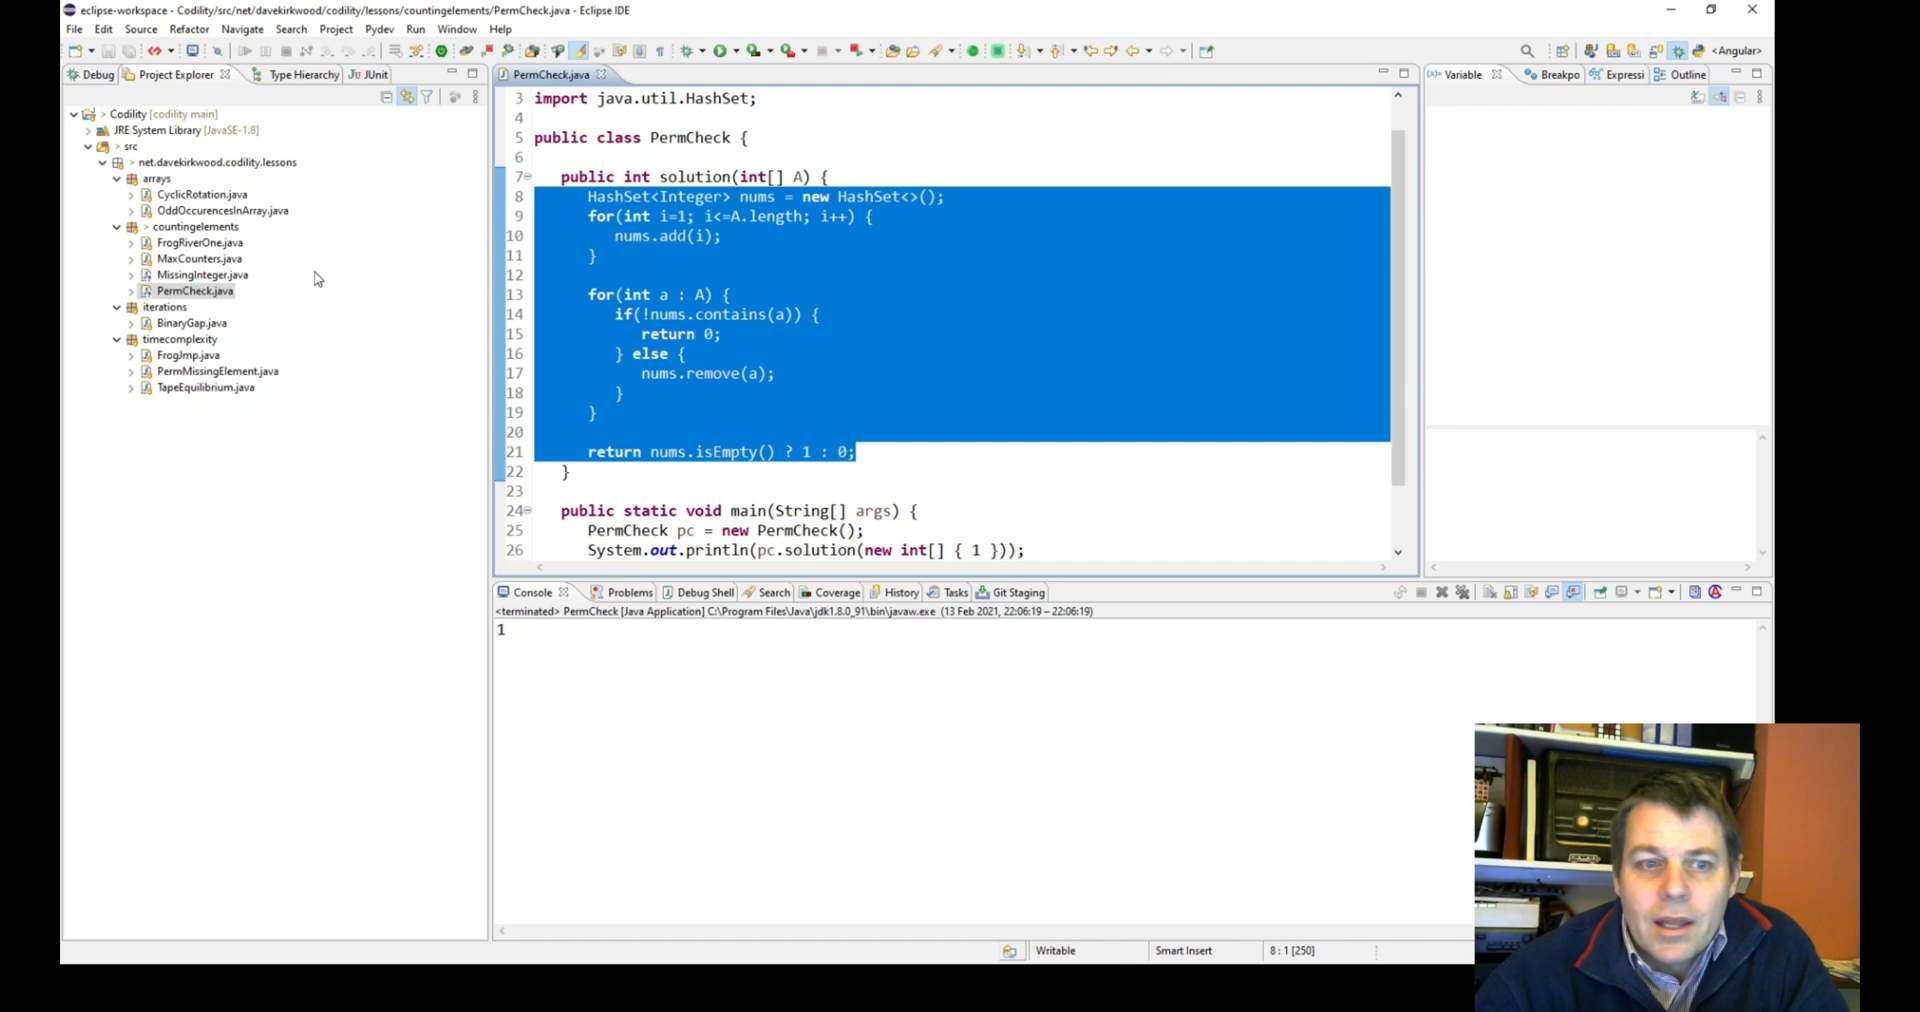 eclipse-workspace - Codility/src/net/davekirkwood/codility/lessons/countingelements/PermCheck.java - Eclipse IDE
File Edit Source Refactor Navigate Search Project Pydev Run Window Help
<Angular>
Debug Project Explorer Type Hierarchy JUnit
Codility [codility main]
JRE System Library [JavaSE-1.8]
> src
> net.davekirkwood.codility.lessons
arrays
CyclicRotation.java
OddOccurencesInArray.java
> countingelements
FrogRiverOne.java
MaxCounters.java
MissingInteger.java
PermCheck.java
iterations
BinaryGap.java
timecomplexity
FrogJmp.java
PermMissingElement.java
TapeEquilibrium.java
PermCheck.java
3 import java.util.HashSet;
4
5 public class PermCheck {
6
7 public int solution(int[] A) {
8 HashSet<Integer> nums = new HashSet<>();
9 for(int i=1; i<=A.length; i++) {
10 nums.add(i);
11 }
12
13 for(int a : A) {
14 if(!nums.contains(a)) {
15 return 0;
16 } else {
17 nums.remove(a);
18 }
19 }
20
21 return nums.isEmpty() ? 1 : 0;
22 }
23
24 public static void main(String[] args) {
25 PermCheck pc = new PermCheck();
26 System.out.println(pc.solution(new int[] { 1 }));
(x)= Variable Breakpo Expressi Outline
Console Problems Debug Shell Search Coverage History Tasks Git Staging
<terminated> PermCheck [Java Application] C:\Program Files\Java\jdk1.8.0_91\bin\javaw.exe (13 Feb 2021, 22:06:19 – 22:06:19)
1
Writable Smart Insert 8 : 1 [250]